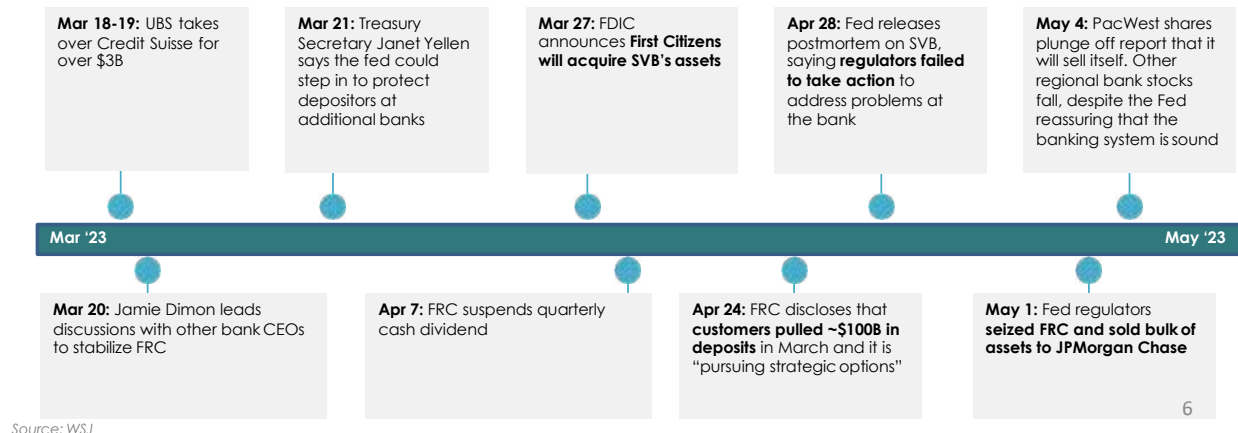 Mar 18-19: UBS takes
over Credit Suisse for
over $3B
Mar 21: Treasury
Secretary Janet Yellen
says the fed could
step in to protect
depositors at
additional banks
Mar 27: FDIC
announces First Citizens
will acquire SVB's assets
Apr 28: Fed releases
postmortem on SVB,
saying regulators failed
to take action to
address problems at
the bank
May 4: PacWest shares
plunge off report that it
will sell itself. Other
regional bank stocks
fall, despite the Fed
reassuring that the
banking system is sound
Mar ‘23
May ‘23
Mar 20: Jamie Dimon leads
discussions with other bank CEOs
to stabilize FRC
Apr 7: FRC suspends quarterly
cash dividend
Apr 24: FRC discloses that
customers pulled ~$100B in
deposits in March and it is
“pursuing strategic options”
May 1: Fed regulators
seized FRC and sold bulk of
assets to JPMorgan Chase
6
Source: WSJ